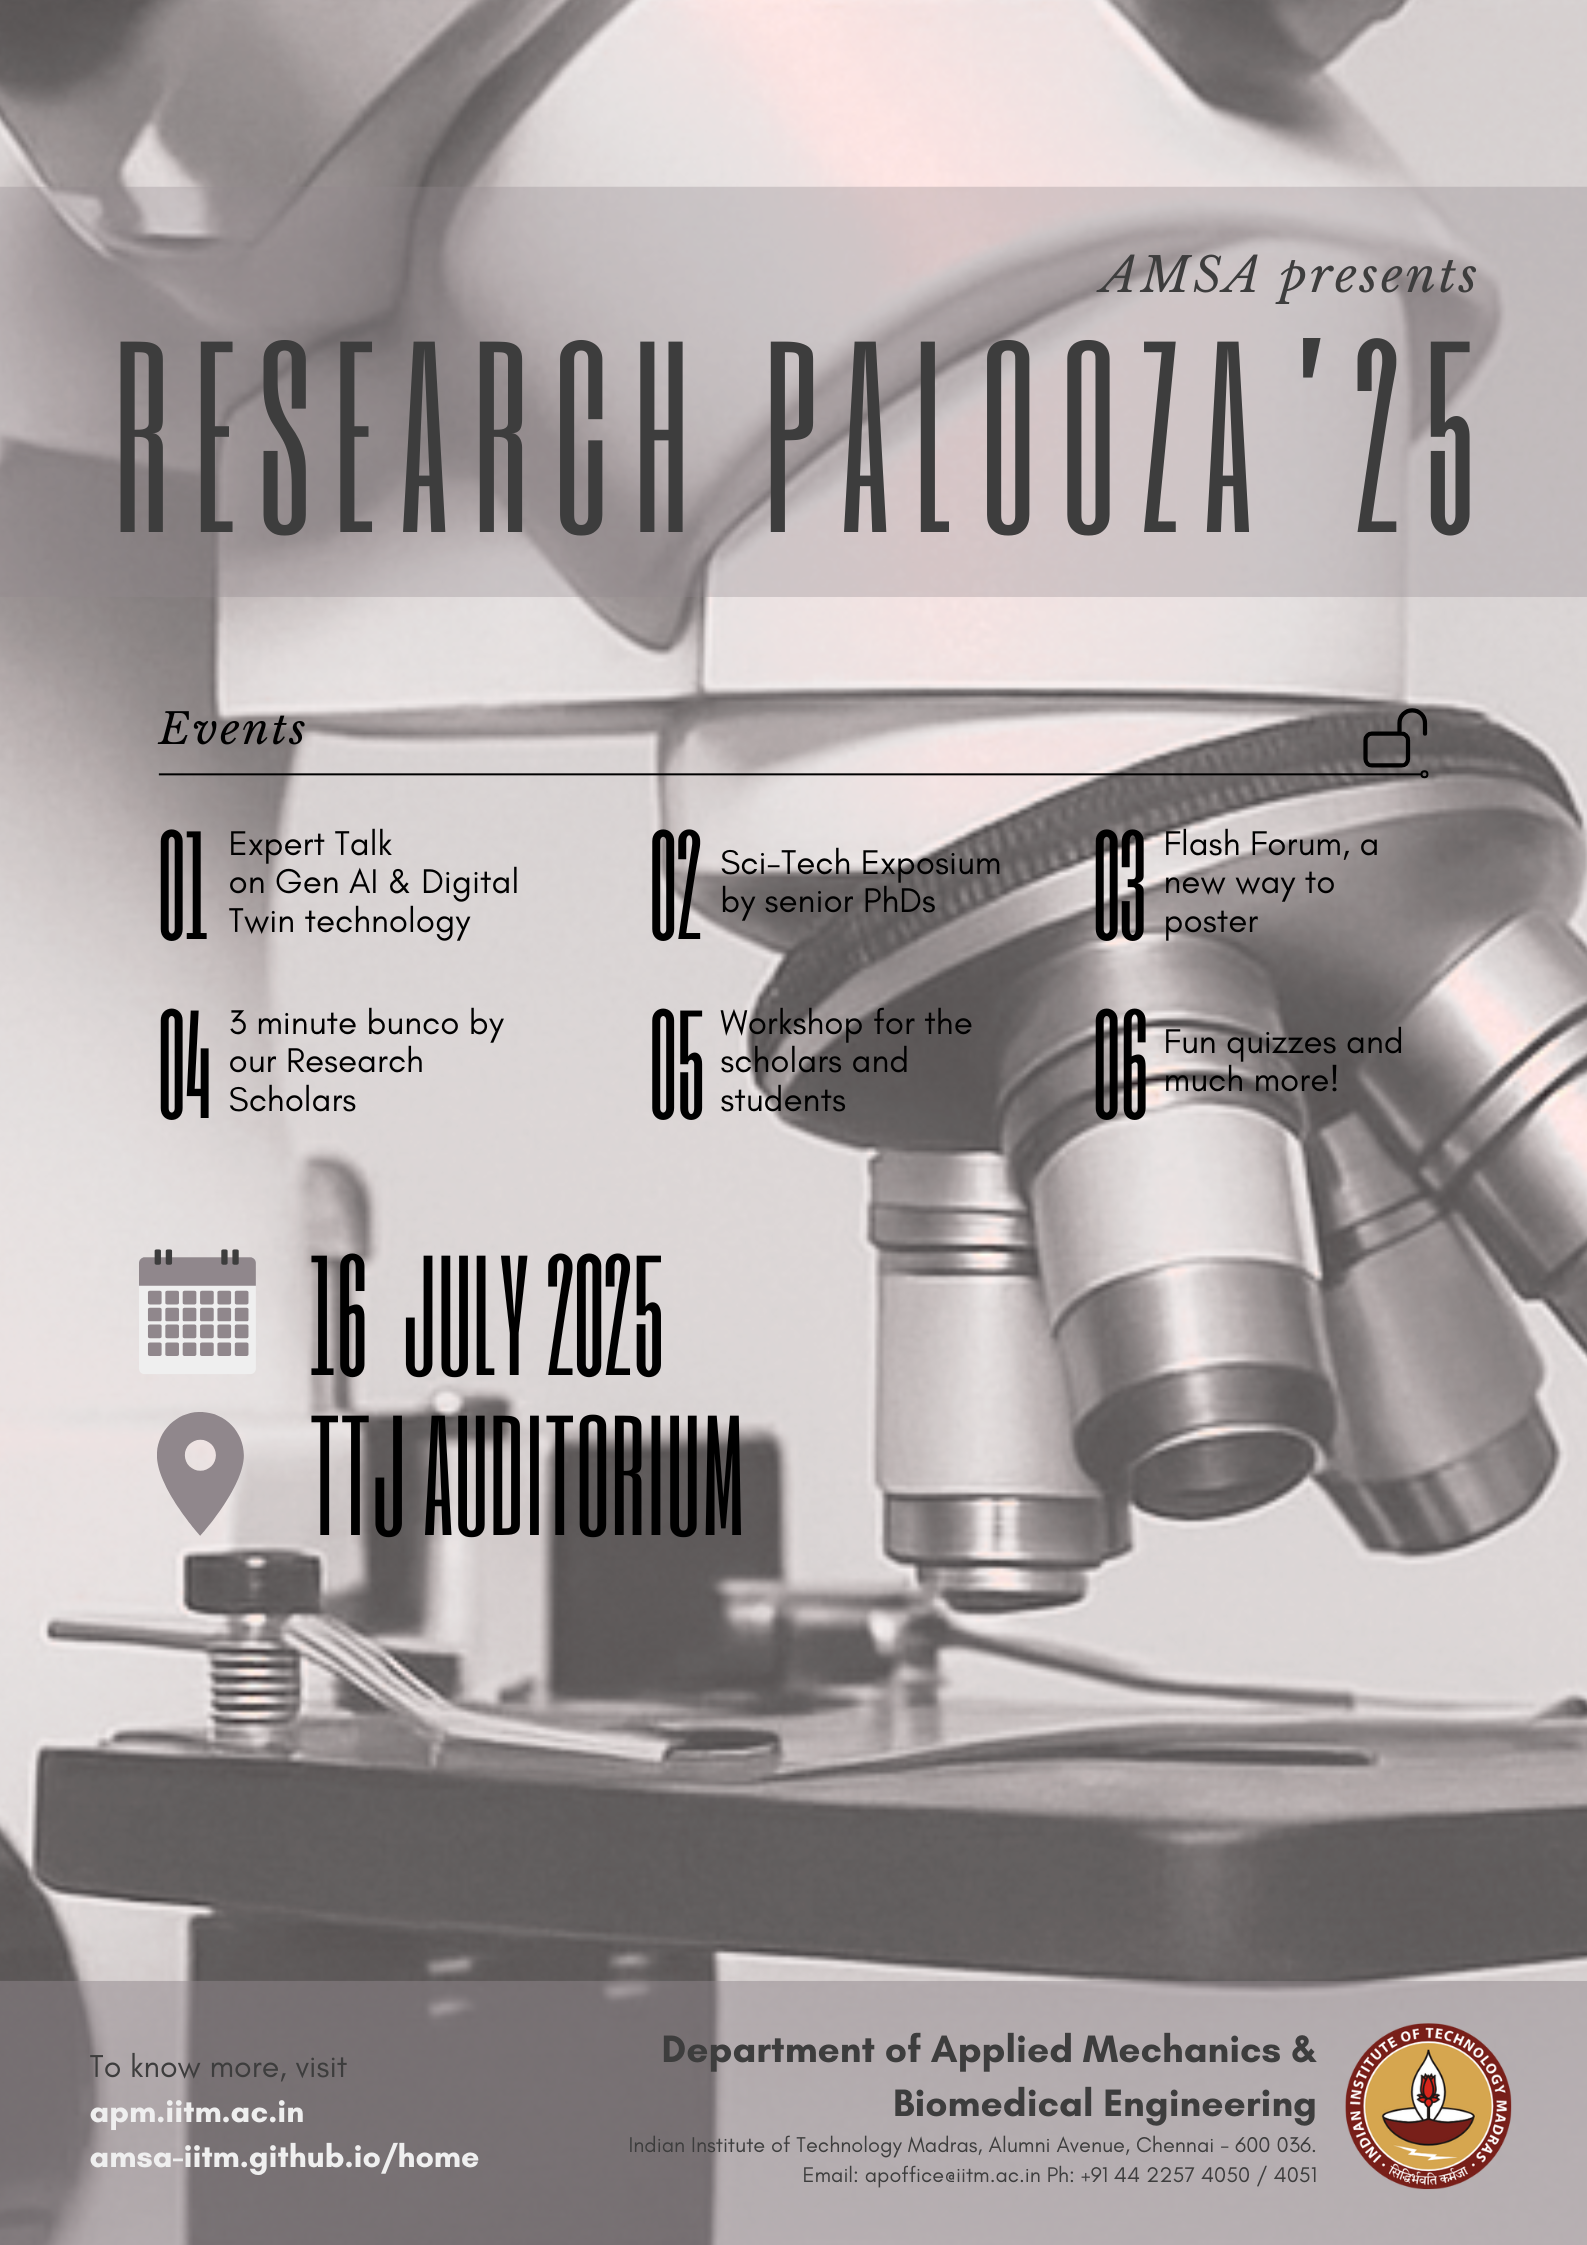 AMSA presents
RESEARCH PALOOZA'25
Events
01
Expert Talk
on Gen AI & Digital
Twin technology
02
Sci-Tech Exposium
by senior PhDs
03
Flash Forum, a
new way to
poster
04
3 minute bunco by
our Research
Scholars
05
Workshop for the
scholars and
students
06
Fun quizzes and
much more!
16 JULY 2025
TTJ AUDITORIUM
To know more, visit
apm.iitm.ac.in
amsa-iitm.github.io/home
Department of Applied Mechanics &
Biomedical Engineering
Indian Institute of Technology Madras, Alumni Avenue, Chennai - 600 036.
Email: apoffice@iitm.ac.in Ph: +91 44 2257 4050 / 4051
INDIAN INSTITUTE OF TECHNOLOGY MADRAS
सिद्धिर्भवति कर्मजा